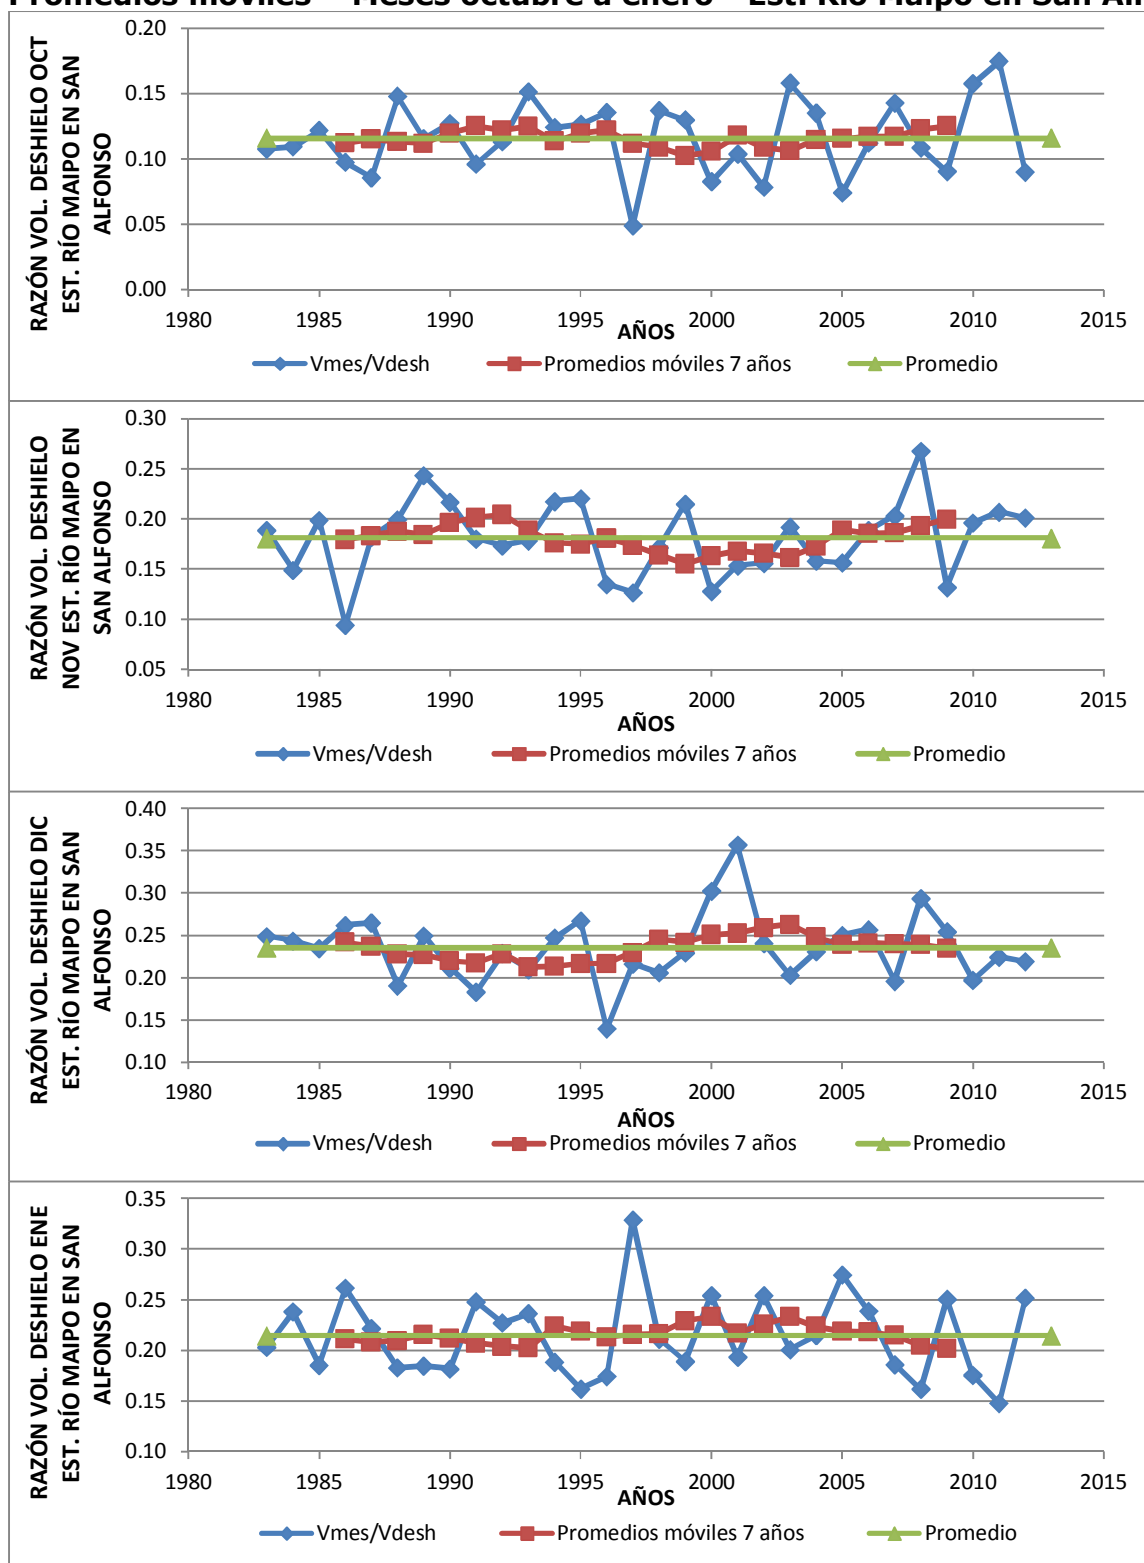 Promedios móviles – Meses octubre a enero – Est. Río Maipo en San Alf
RAZÓN VOL. DESHIELO OCT
EST. RÍO MAIPO EN SAN
ALFONSO
0.20
0.15
0.10
0.05
0.00
1980 1985 1990 1995 2000 2005 2010 2015
AÑOS
Vmes/Vdesh Promedios móviles 7 años Promedio
RAZÓN VOL. DESHIELO
NOV EST. RÍO MAIPO EN
SAN ALFONSO
0.30
0.25
0.20
0.15
0.10
0.05
1980 1985 1990 1995 2000 2005 2010 2015
AÑOS
Vmes/Vdesh Promedios móviles 7 años Promedio
RAZÓN VOL. DESHIELO DIC
EST. RÍO MAIPO EN SAN
ALFONSO
0.40
0.35
0.30
0.25
0.20
0.15
0.10
1980 1985 1990 1995 2000 2005 2010 2015
AÑOS
Vmes/Vdesh Promedios móviles 7 años Promedio
RAZÓN VOL. DESHIELO ENE
EST. RÍO MAIPO EN SAN
ALFONSO
0.35
0.30
0.25
0.20
0.15
0.10
1980 1985 1990 1995 2000 2005 2010 2015
AÑOS
Vmes/Vdesh Promedios móviles 7 años Promedio